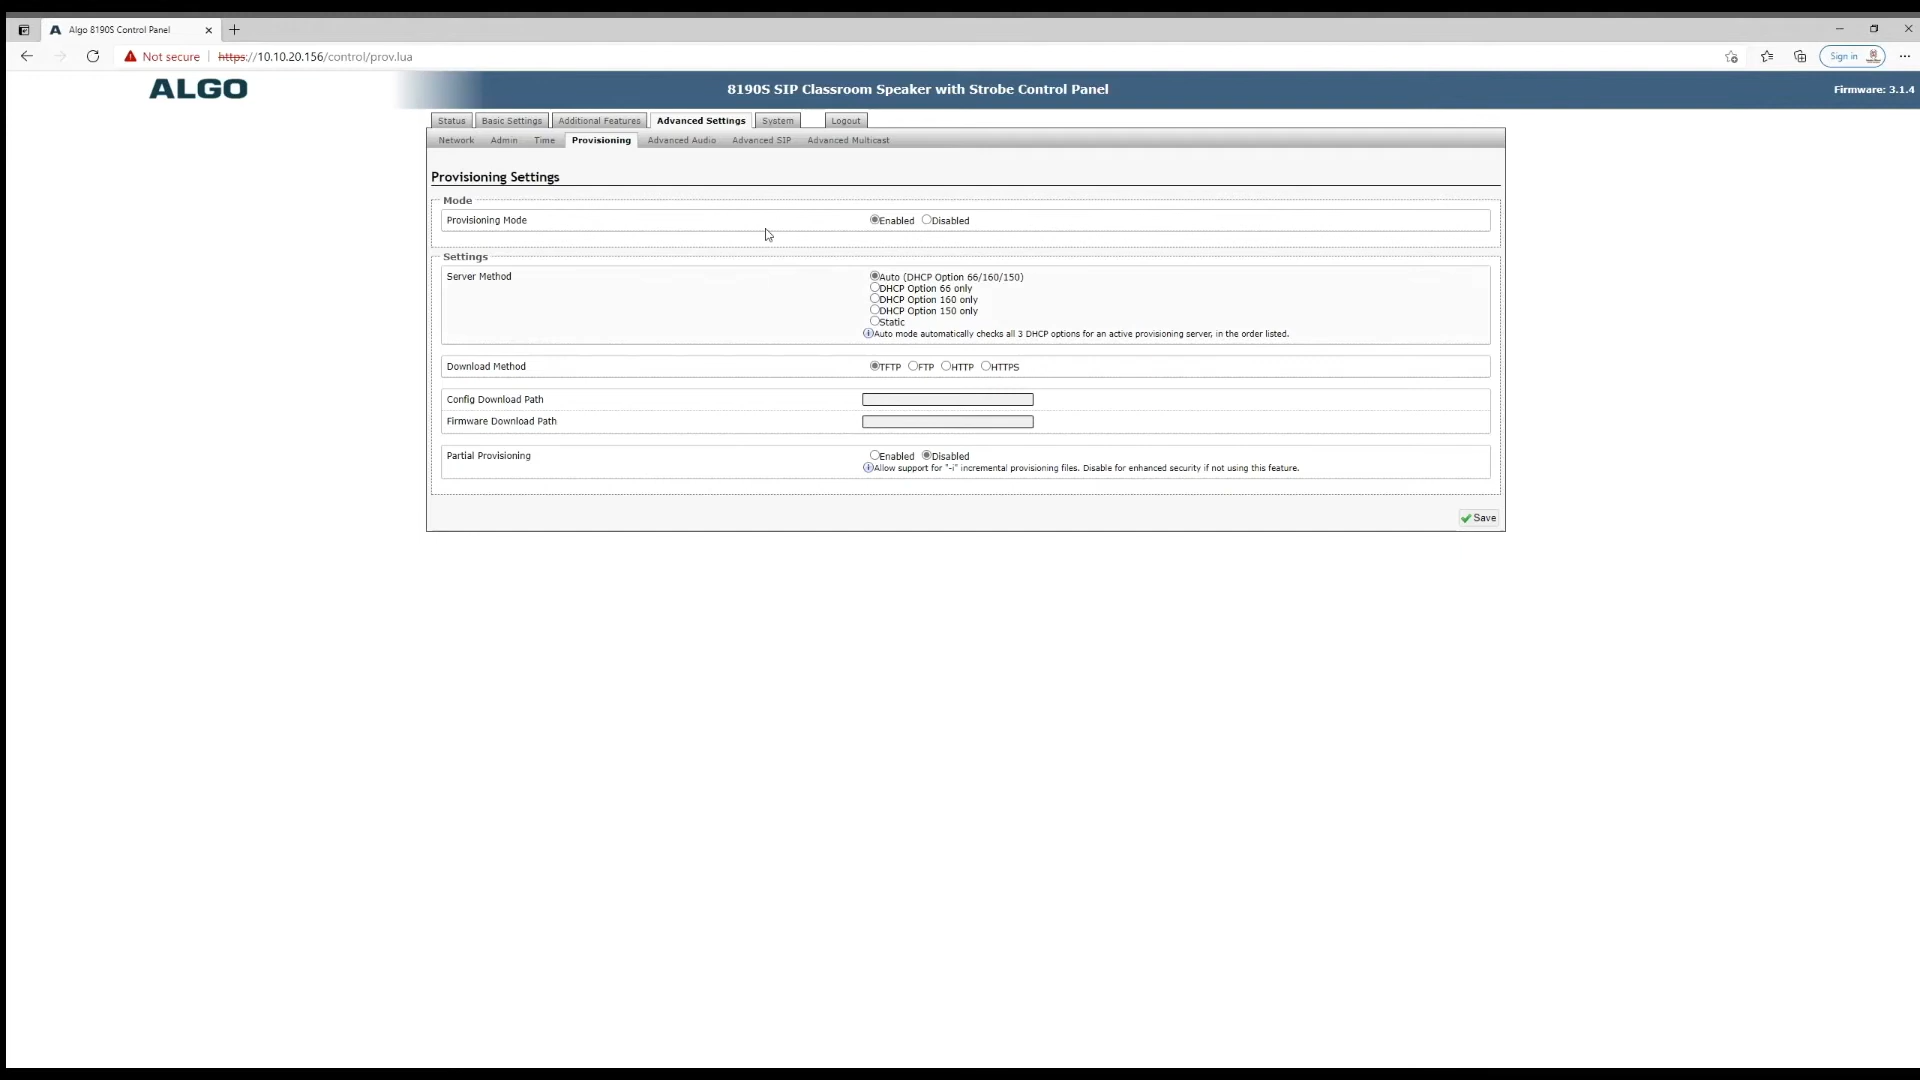 Algo 8190S Control Panel
Not secure https://10.10.20.156/control/prov.lua
Sign in
ALGO
8190S SIP Classroom Speaker with Strobe Control Panel
Firmware: 3.1.4
Status Basic Settings Additional Features Advanced Settings System Logout
Network Admin Time Provisioning Advanced Audio Advanced SIP Advanced Multicast
Provisioning Settings
Mode
Provisioning Mode Enabled Disabled
Settings
Server Method Auto (DHCP Option 66/160/150)
DHCP Option 66 only
DHCP Option 160 only
DHCP Option 150 only
Static
Auto mode automatically checks all 3 DHCP options for an active provisioning server, in the order listed.
Download Method TFTP FTP HTTP HTTPS
Config Download Path
Firmware Download Path
Partial Provisioning Enabled Disabled
Allow support for "-i" incremental provisioning files. Disable for enhanced security if not using this feature.
Save